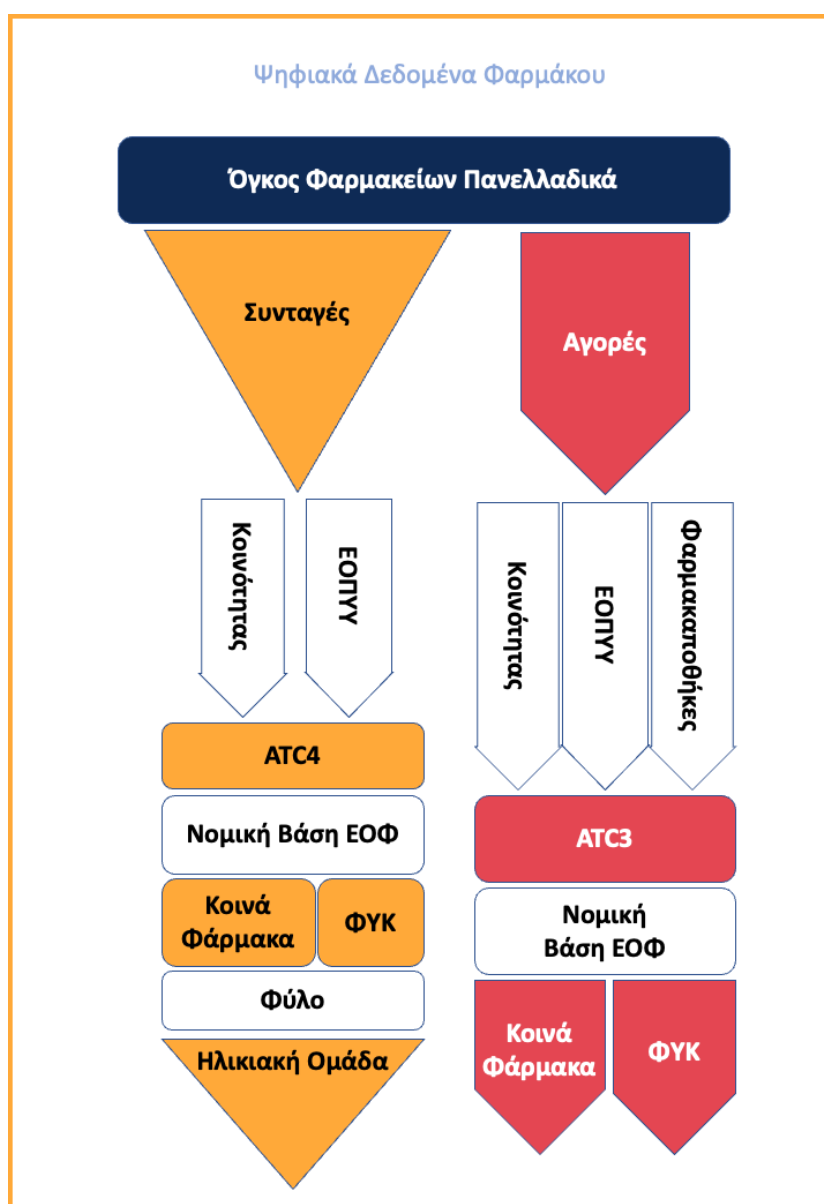 Ψηφιακά Δεδομένα Φαρμάκου
Όγκος Φαρμακείων Πανελλαδικά
Συνταγές
Αγορές
Κοινότητας
ΕΟΠΥΥ
Κοινότητας
ΕΟΠΥΥ
Φαρμακαποθήκες
ATC4
Νομική Βάση ΕΟΦ
Κοινά
Φάρμακα
ΦΥΚ
Φύλο
Ηλικιακή Ομάδα
ATC3
Νομική
Βάση ΕΟΦ
Κοινά
Φάρμακα
ΦΥΚ